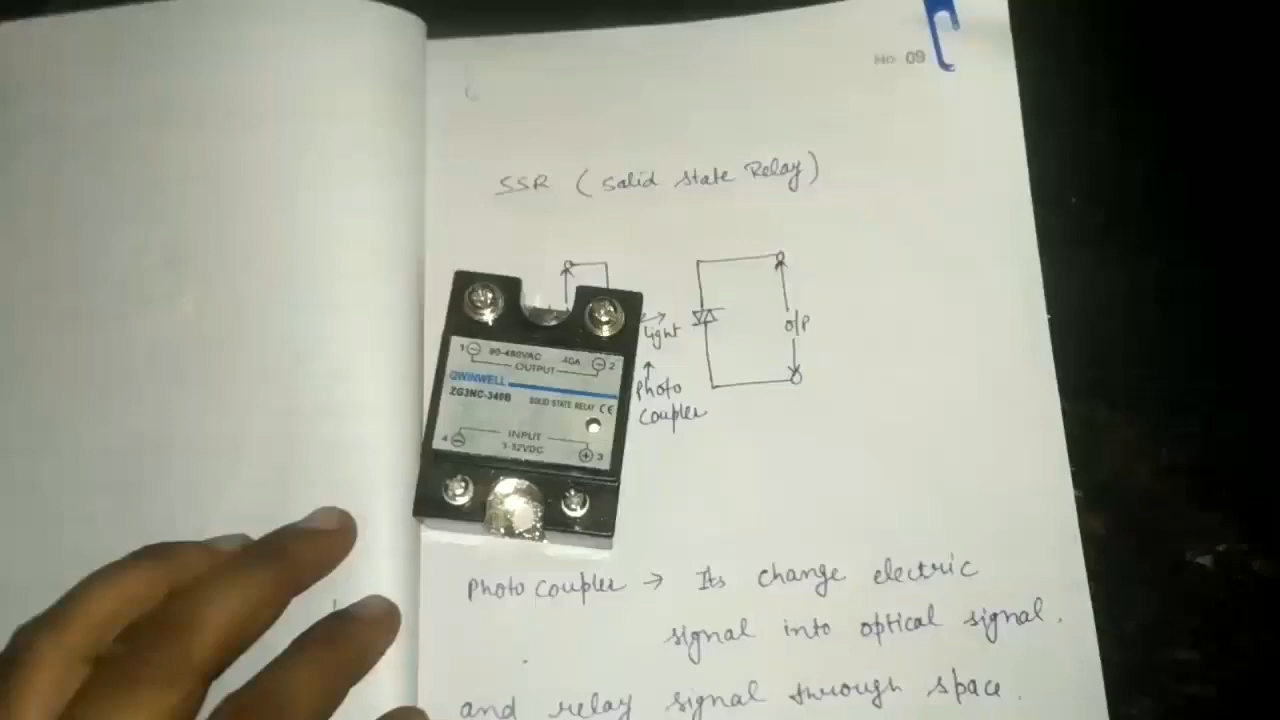 No. 09
SSR (Solid State Relay)
1 90-480VAC 40A 2
OUTPUT
QWINWELL
ZG3NC-340B SOLID STATE RELAY CE
INPUT
4 3-32VDC 3
light
o/p
Photo
Coupler
Photo Coupler → Its change electric
signal into optical signal.
and relay signal through space.